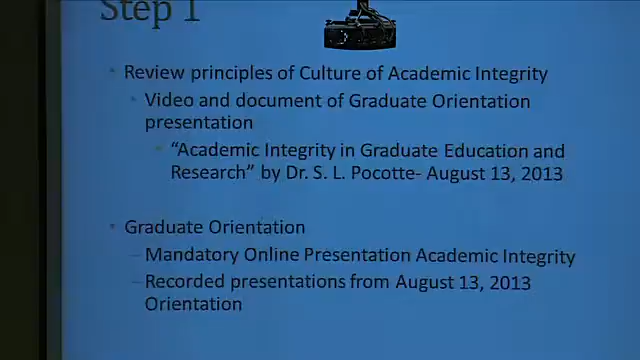 Step 1
Review principles of Culture of Academic Integrity
Video and document of Graduate Orientation
presentation
“Academic Integrity in Graduate Education and
Research” by Dr. S. L. Pocotte- August 13, 2013
Graduate Orientation
Mandatory Online Presentation Academic Integrity
Recorded presentations from August 13, 2013
Orientation